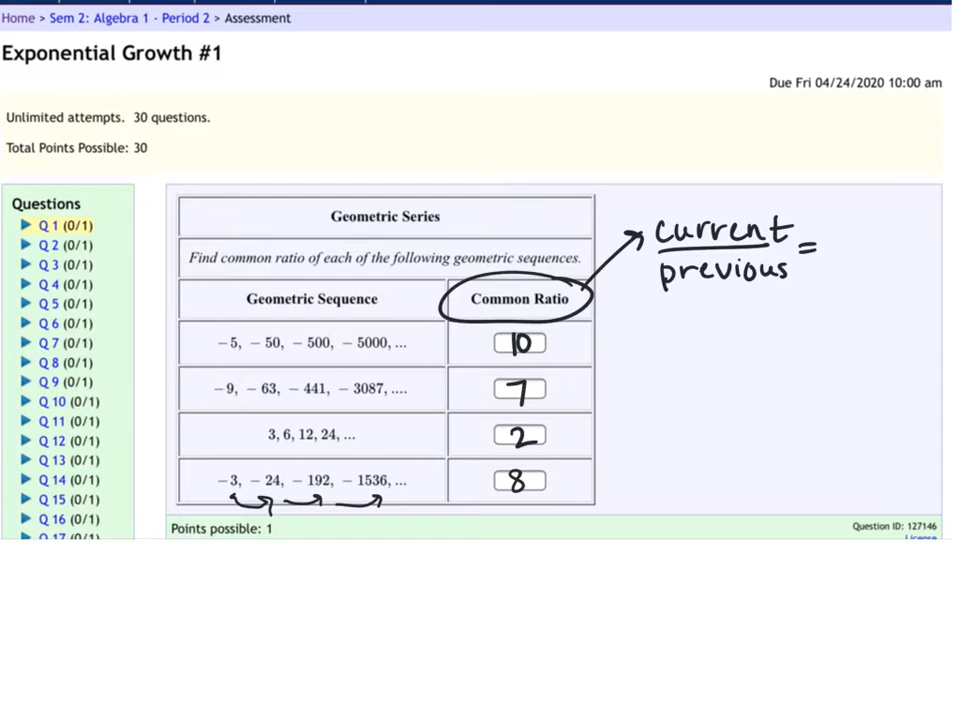 Home > Sem 2: Algebra 1 - Period 2 > Assessment
Exponential Growth #1
Due Fri 04/24/2020 10:00 am
Unlimited attempts. 30 questions.
Total Points Possible: 30
Questions
Q 1 (0/1)
Q 2 (0/1)
Q 3 (0/1)
Q 4 (0/1)
Q 5 (0/1)
Q 6 (0/1)
Q 7 (0/1)
Q 8 (0/1)
Q 9 (0/1)
Q 10 (0/1)
Q 11 (0/1)
Q 12 (0/1)
Q 13 (0/1)
Q 14 (0/1)
Q 15 (0/1)
Q 16 (0/1)
Q 17 (0/1)
Geometric Series
Find common ratio of each of the following geometric sequences.
Geometric Sequence Common Ratio
−5, −50, −500, −5000, ... 10
−9, −63, −441, −3087, .... 7
3, 6, 12, 24, ... 2
−3, −24, −192, −1536, ... 8
current =
previous
Points possible: 1
Question ID: 127146
License